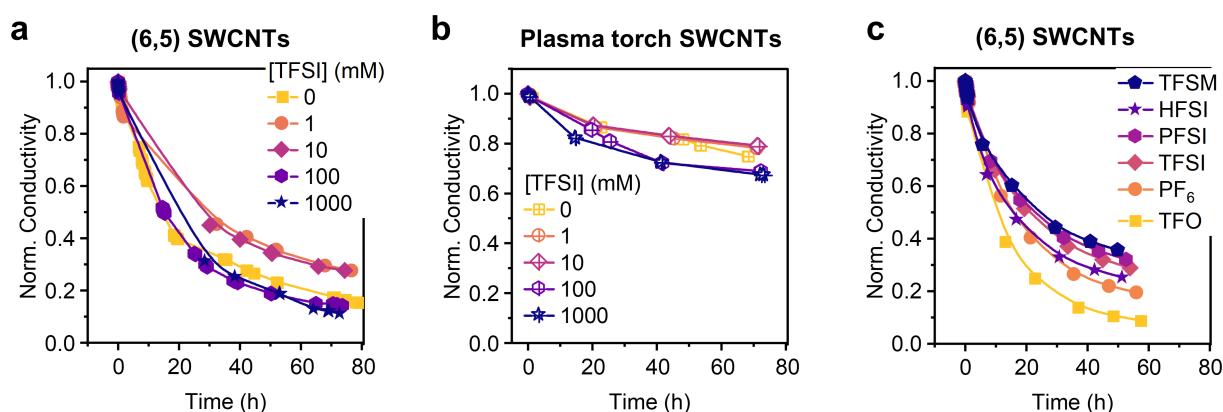 a
(6,5) SWCNTs
[TFSI] (mM)
0
1
10
100
1000
Norm. Conductivity
1.0
0.8
0.6
0.4
0.2
0.0
0 20 40 60 80
Time (h)
b
Plasma torch SWCNTs
Norm. Conductivity
1.0
0.8
0.6
0.4
0.2
0.0
[TFSI] (mM)
0
1
10
100
1000
0 20 40 60 80
Time (h)
c
(6,5) SWCNTs
Norm. Conductivity
1.0
0.8
0.6
0.4
0.2
0.0
TFSM
HFSI
PFSI
TFSI
PF₆
TFO
0 20 40 60 80
Time (h)